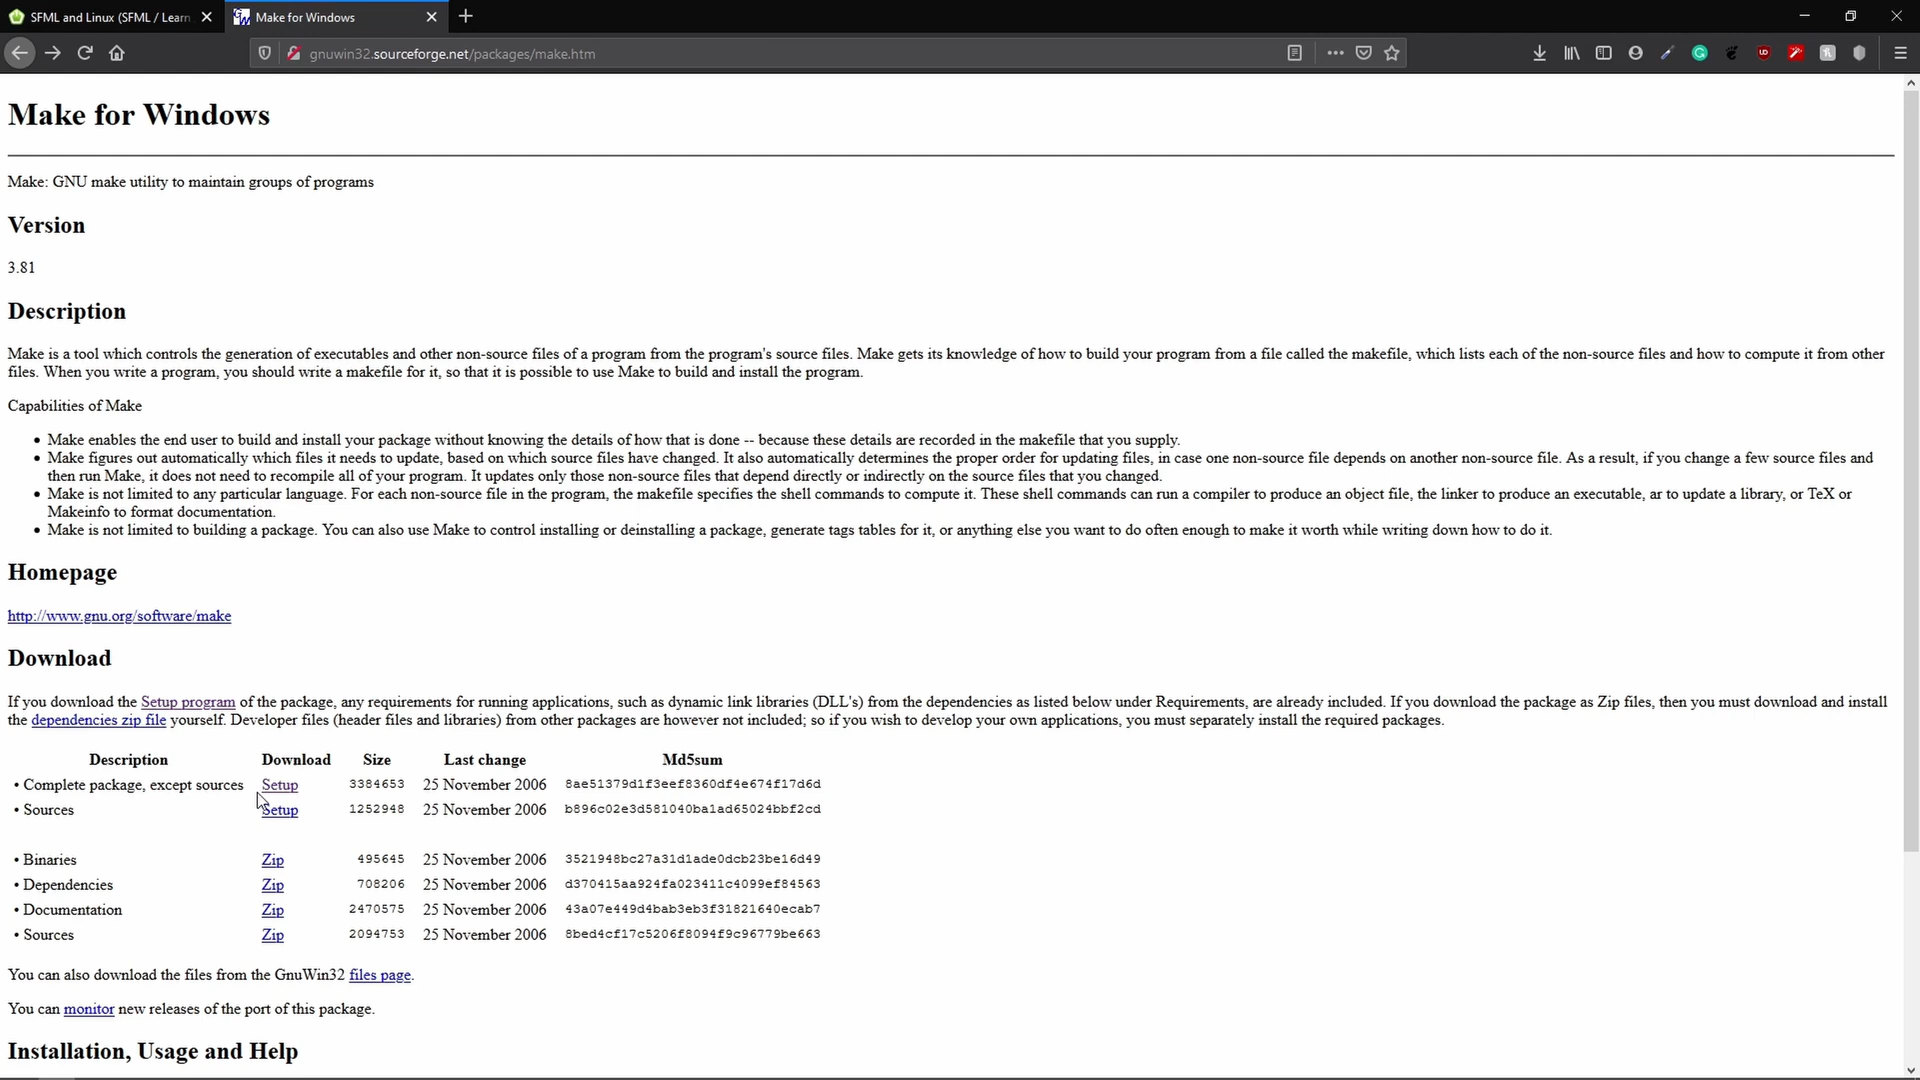 SFML and Linux (SFML / Learn
Make for Windows
gnuwin32.sourceforge.net/packages/make.htm
Make for Windows
Make: GNU make utility to maintain groups of programs
Version
3.81
Description
Make is a tool which controls the generation of executables and other non-source files of a program from the program's source files. Make gets its knowledge of how to build your program from a file called the makefile, which lists each of the non-source files and how to compute it from other
files. When you write a program, you should write a makefile for it, so that it is possible to use Make to build and install the program.
Capabilities of Make
• Make enables the end user to build and install your package without knowing the details of how that is done -- because these details are recorded in the makefile that you supply.
• Make figures out automatically which files it needs to update, based on which source files have changed. It also automatically determines the proper order for updating files, in case one non-source file depends on another non-source file. As a result, if you change a few source files and
then run Make, it does not need to recompile all of your program. It updates only those non-source files that depend directly or indirectly on the source files that you changed.
• Make is not limited to any particular language. For each non-source file in the program, the makefile specifies the shell commands to compute it. These shell commands can run a compiler to produce an object file, the linker to produce an executable, ar to update a library, or TeX or
Makeinfo to format documentation.
• Make is not limited to building a package. You can also use Make to control installing or deinstalling a package, generate tags tables for it, or anything else you want to do often enough to make it worth while writing down how to do it.
Homepage
http://www.gnu.org/software/make
Download
If you download the Setup program of the package, any requirements for running applications, such as dynamic link libraries (DLL's) from the dependencies as listed below under Requirements, are already included. If you download the package as Zip files, then you must download and install
the dependencies zip file yourself. Developer files (header files and libraries) from other packages are however not included; so if you wish to develop your own applications, you must separately install the required packages.
Description Download Size Last change Md5sum
• Complete package, except sources Setup 3384653 25 November 2006 8ae51379d1f3eef8360df4e674f17d6d
• Sources Setup 1252948 25 November 2006 b896c02e3d581040ba1ad65024bbf2cd
• Binaries Zip 495645 25 November 2006 3521948bc27a31d1ade0dcb23be16d49
• Dependencies Zip 708206 25 November 2006 d370415aa924fa023411c4099ef84563
• Documentation Zip 2470575 25 November 2006 43a07e449d4bab3eb3f31821640ecab7
• Sources Zip 2094753 25 November 2006 8bed4cf17c5206f8094f9c96779be663
You can also download the files from the GnuWin32 files page.
You can monitor new releases of the port of this package.
Installation, Usage and Help